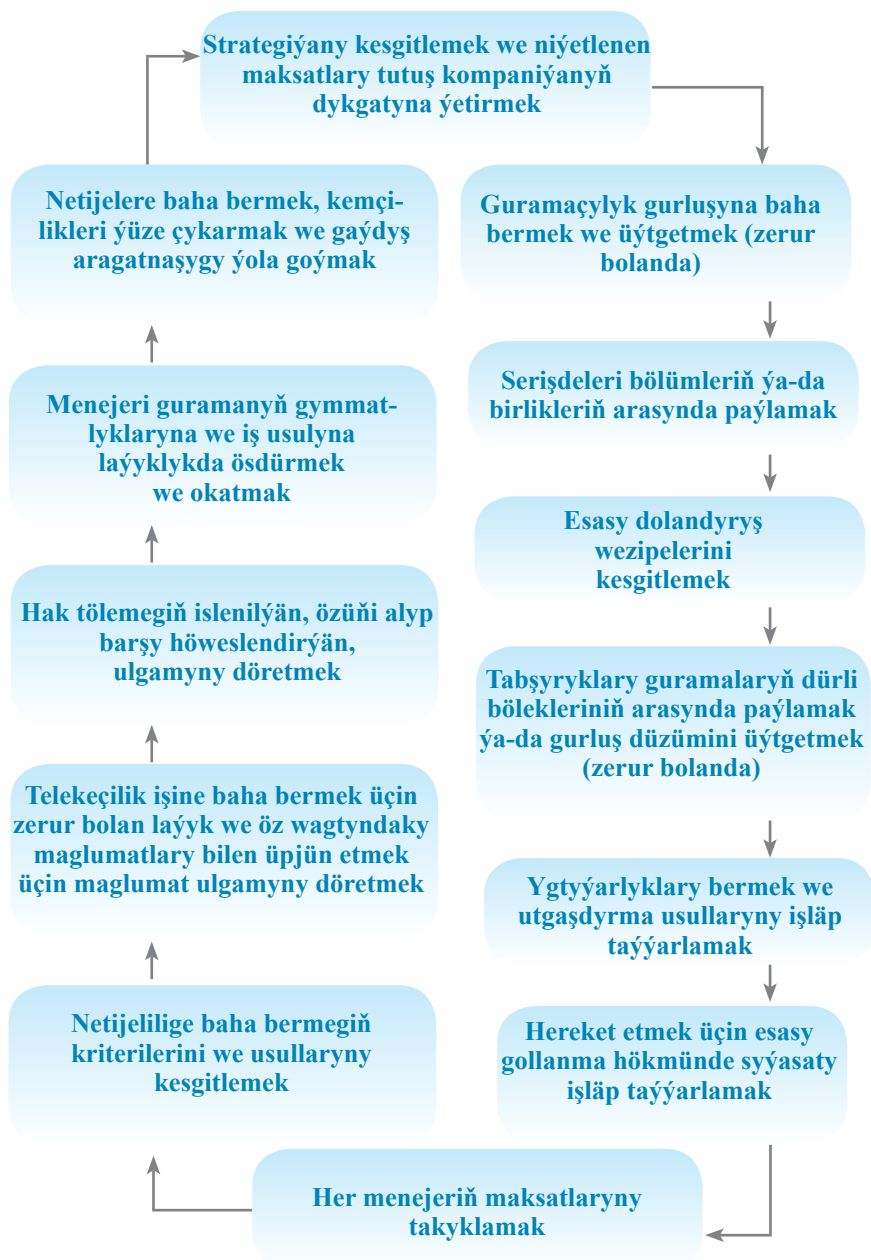 Strategiýany kesgitlemek we niýetlenen
maksatlary tutuş kompaniýanyň
dykgatyna ýetirmek
Guramaçylyk gurluşyna baha
bermek we üýtgetmek (zerur
bolanda)
Serişdeleri bölümleriň ýa-da
birlikleriň arasynda paýlamak
Esasy dolandyryş
wezipelerini
kesgitlemek
Tabşyryklary guramalaryň dürli
bölekleriniň arasynda paýlamak
ýa-da gurluş düzümini üýtgetmek
(zerur bolanda)
Ygtyýarlyklary bermek we
utgaşdyrma usullaryny işläp
taýýarlamak
Hereket etmek üçin esasy
gollanma hökmünde syýasaty
işläp taýýarlamak
Her menejeriň maksatlaryny
takyklamak
Netijelilige baha bermegiň
kriterilerini we usullaryny
kesgitlemek
Telekeçilik işine baha bermek üçin
zerur bolan laýyk we öz wagtyndaky
maglumatlary bilen üpjün etmek
üçin maglumat ulgamyny döretmek
Hak tölemegiň islenilýän, özüňi alyp
barşy höweslendirýän,
ulgamyny döretmek
Menejeri guramanyň gymmat-
lyklaryna we iş usulyna
laýyklykda ösdürmek
we okatmak
Netijelere baha bermek, kemçi-
likleri ýüze çykarmak we gaýdyş
aragatnaşygy ýola goýmak